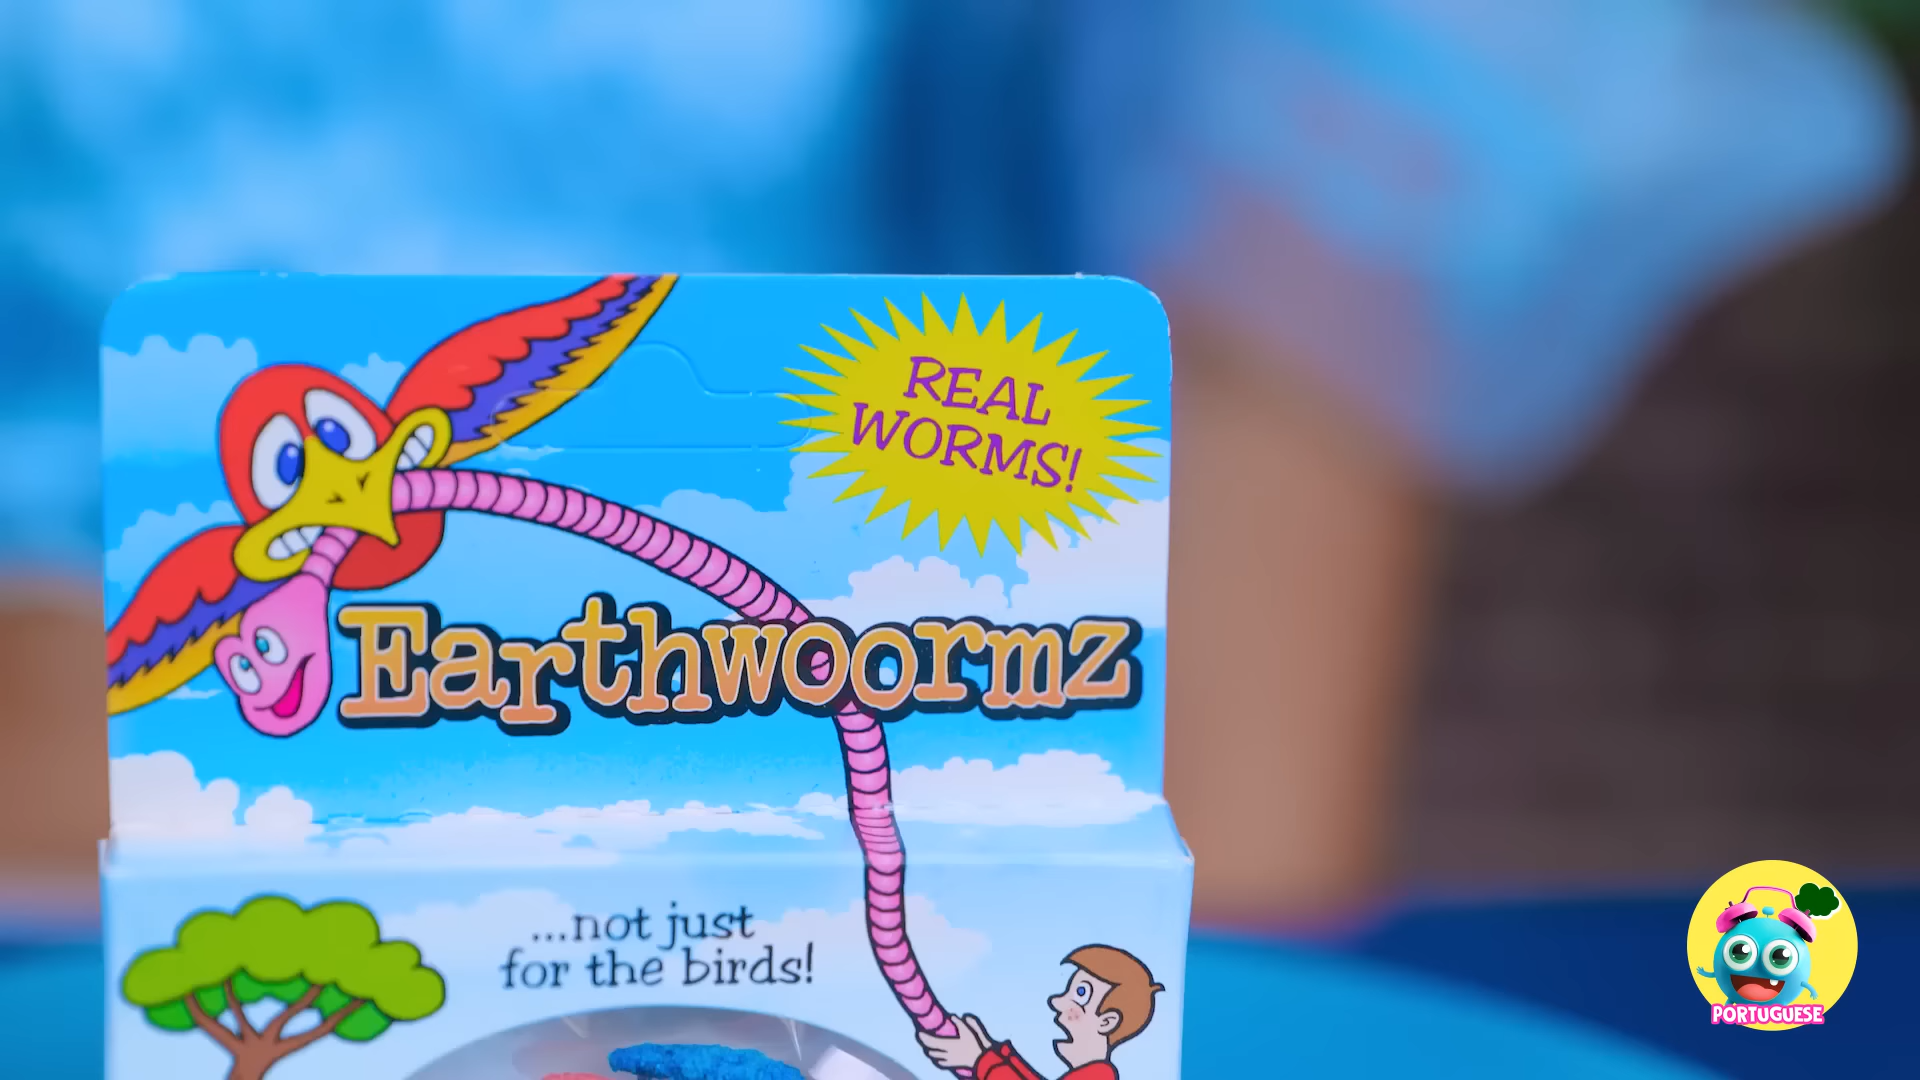 REAL
WORMS!
Earthwoormz
...not just
for the birds!
PORTUGUESE